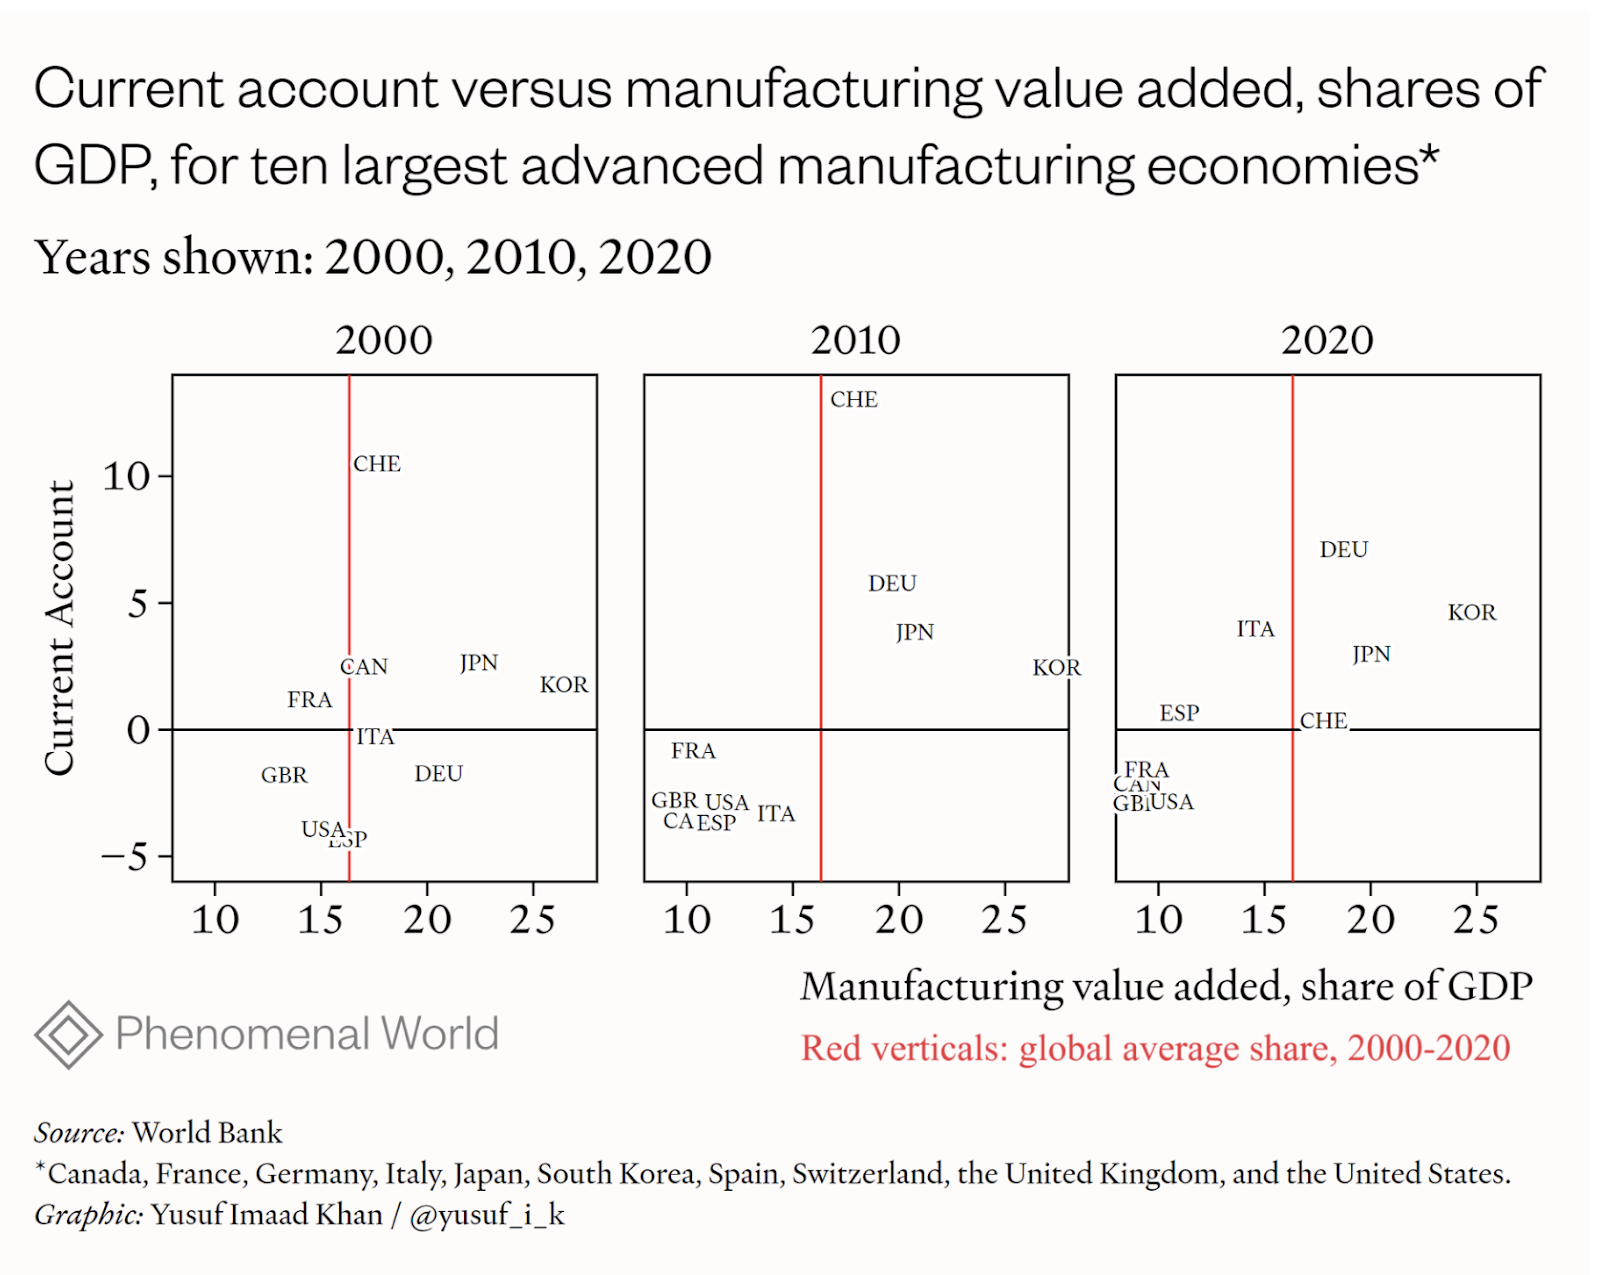 Current account versus manufacturing value added, shares of
GDP, for ten largest advanced manufacturing economies*
Years shown: 2000, 2010, 2020
2000 2010 2020
Current Account
10
5
0
−5
CHE
CAN
JPN
KOR
FRA
ITA
GBR
DEU
USA
ESP
CHE
DEU
JPN
KOR
FRA
GBR USA ITA
CA ESP
DEU
KOR
ITA
JPN
ESP
CHE
FRA
CAN
GB USA
10 15 20 25 10 15 20 25 10 15 20 25
Manufacturing value added, share of GDP
Red verticals: global average share, 2000-2020
Phenomenal World
Source: World Bank
*Canada, France, Germany, Italy, Japan, South Korea, Spain, Switzerland, the United Kingdom, and the United States.
Graphic: Yusuf Imaad Khan / @yusuf_i_k